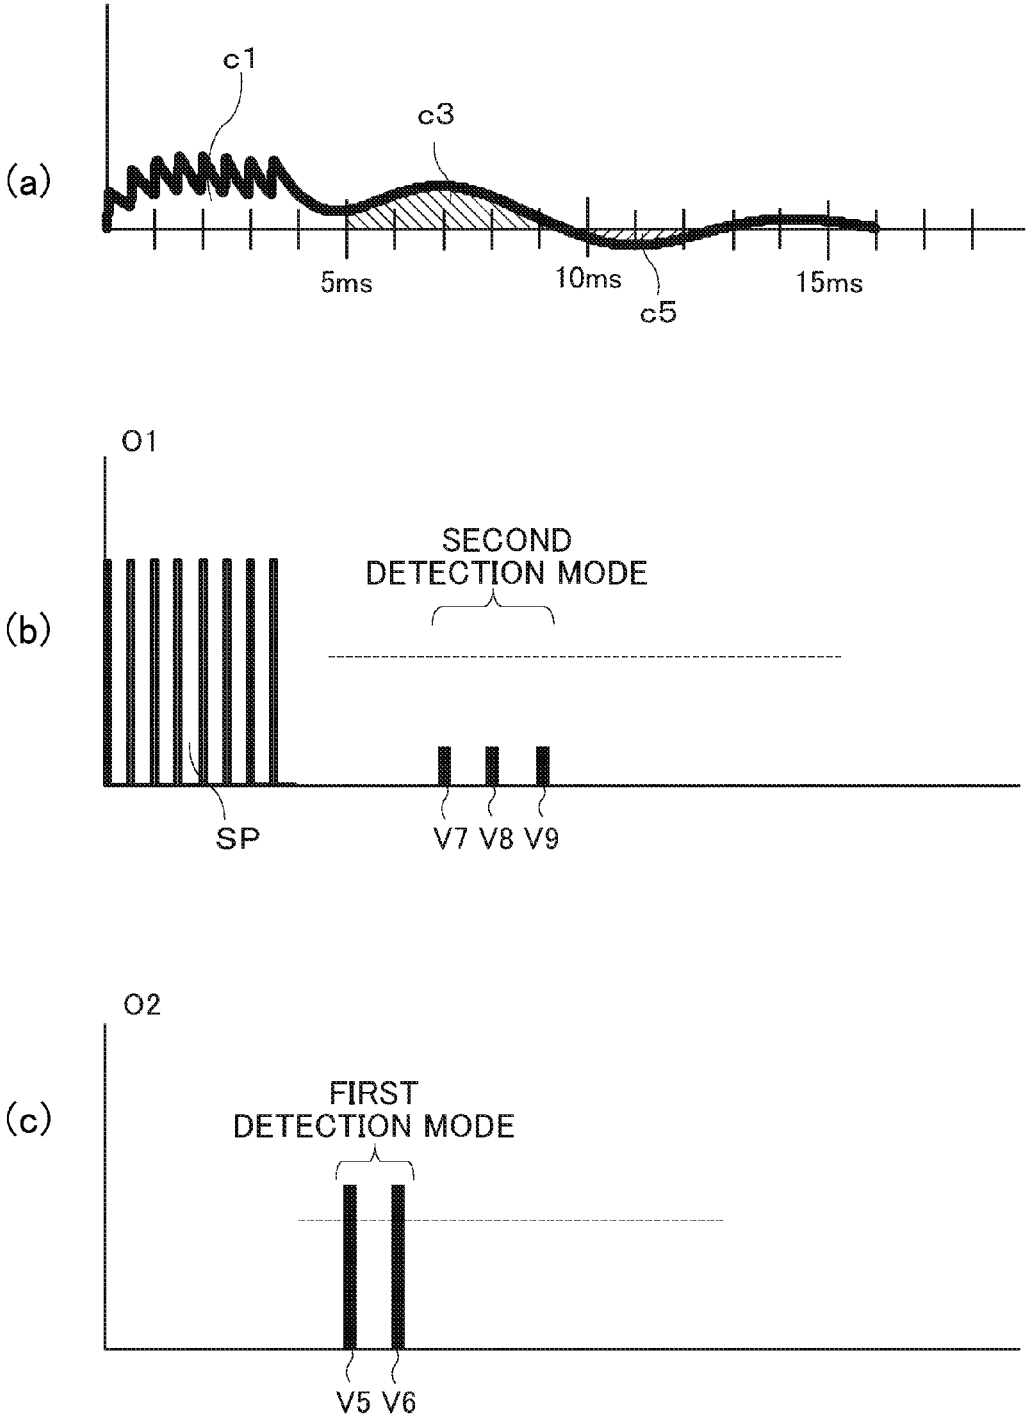 (a)
c1
c3
5ms
10ms
15ms
c5
(b)
O1
SECOND
DETECTION MODE
SP
V7 V8 V9
(c)
O2
FIRST
DETECTION MODE
V5 V6